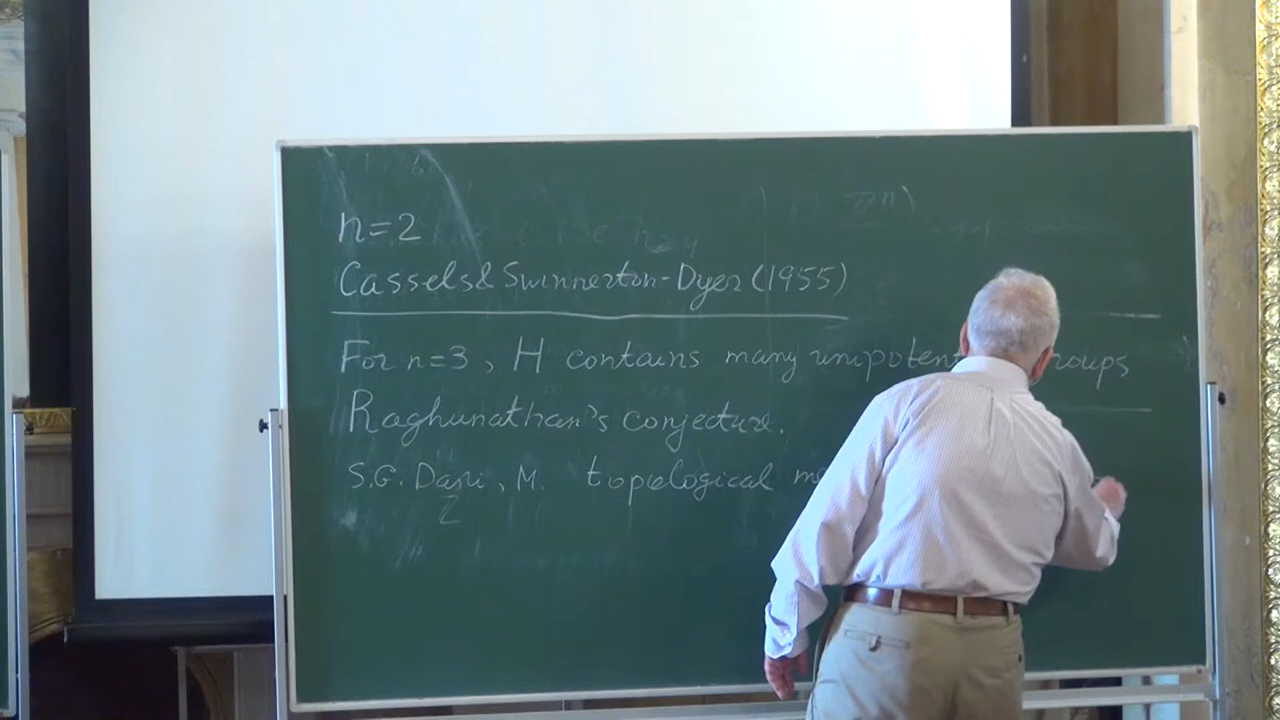 n=2
Cassels & Swinnerton-Dyer (1955)
For n=3, H contains many unipotent
Raghunathan's conjecture.
S.G. Dani, M. topological